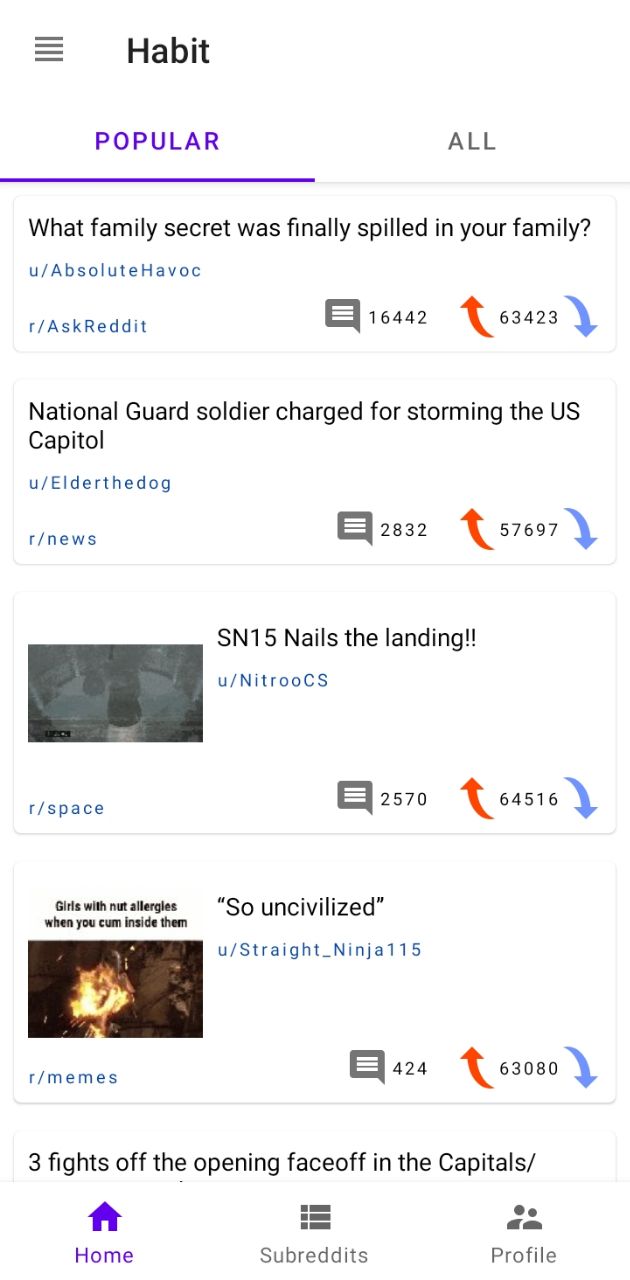 Habit
POPULAR
ALL
What family secret was finally spilled in your family?
u/AbsoluteHavoc
r/AskReddit
16442
63423
National Guard soldier charged for storming the US
Capitol
u/Elderthedog
r/news
2832
57697
SN15 Nails the landing!!
u/NitrooCS
r/space
2570
64516
Girls with nut allergies
when you cum inside them
“So uncivilized”
u/Straight_Ninja115
r/memes
424
63080
3 fights off the opening faceoff in the Capitals/
Home
Subreddits
Profile